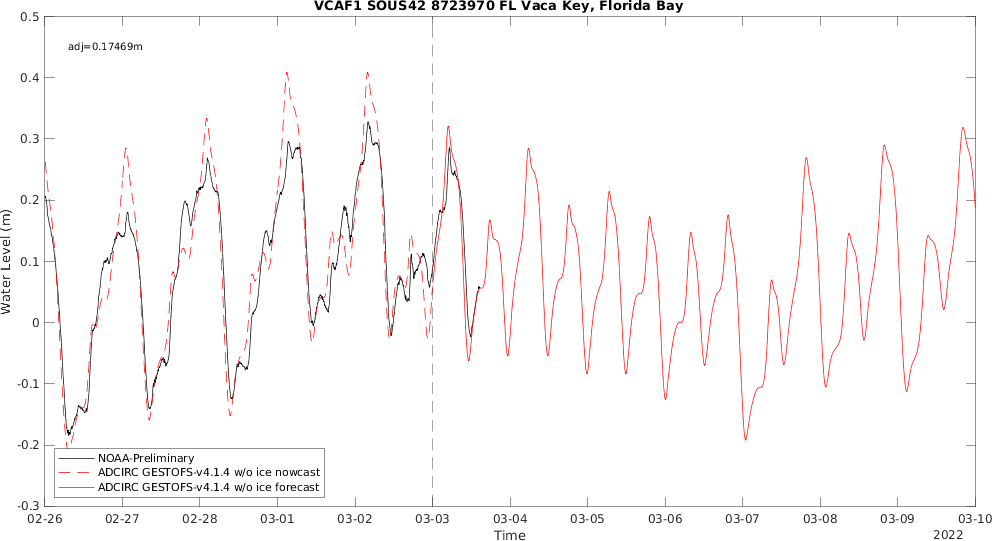 VCAF1 SOUS42 8723970 FL Vaca Key, Florida Bay
adj=0.17469m
0.5
0.4
0.3
0.2
0.1
0
-0.1
-0.2
-0.3
Water Level (m)
NOAA-Preliminary
ADCIRC GESTOFS-v4.1.4 w/o ice nowcast
ADCIRC GESTOFS-v4.1.4 w/o ice forecast
02-26 02-27 02-28 03-01 03-02 03-03 03-04 03-05 03-06 03-07 03-08 03-09 03-10
Time
2022